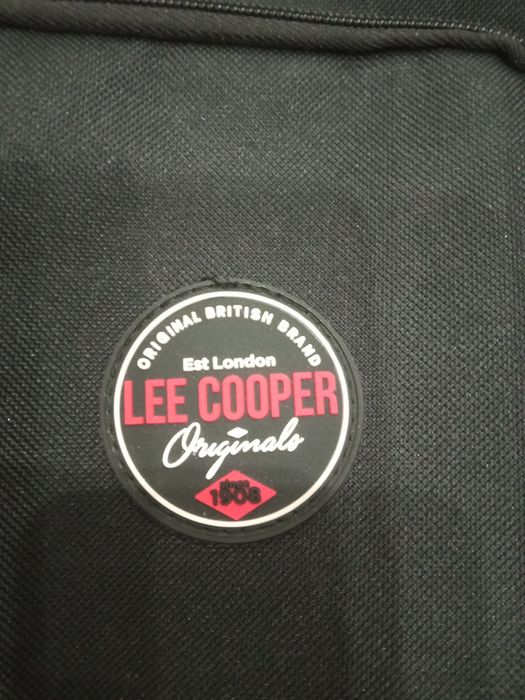 ORIGINAL BRITISH BRAND
Est London
LEE COOPER
Originals
since
1908